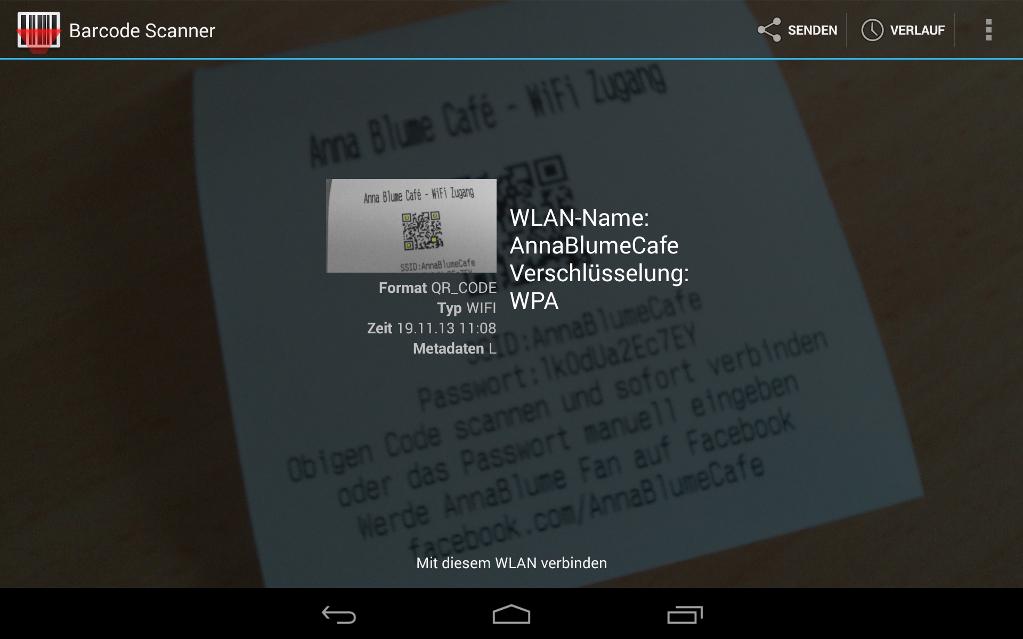 Barcode Scanner
SENDEN
VERLAUF
Anna Blume Café - WiFi Zugang
Anna Blume Café - WiFi Zugang
SSID:AnnaBlumeCafe
Format QR_CODE
Typ WIFI
Zeit 19.11.13 11:08
Metadaten L
WLAN-Name:
AnnaBlumeCafe
Verschlüsselung:
WPA
SSID:AnnaBlumeCafe
Passwort:1kOdUa2Ec7EY
Obigen Code scannen und sofort verbinden
oder das Passwort manuell eingeben
Werde AnnaBlume Fan auf Facebook
facebook.com/AnnaBlumeCafe
Mit diesem WLAN verbinden